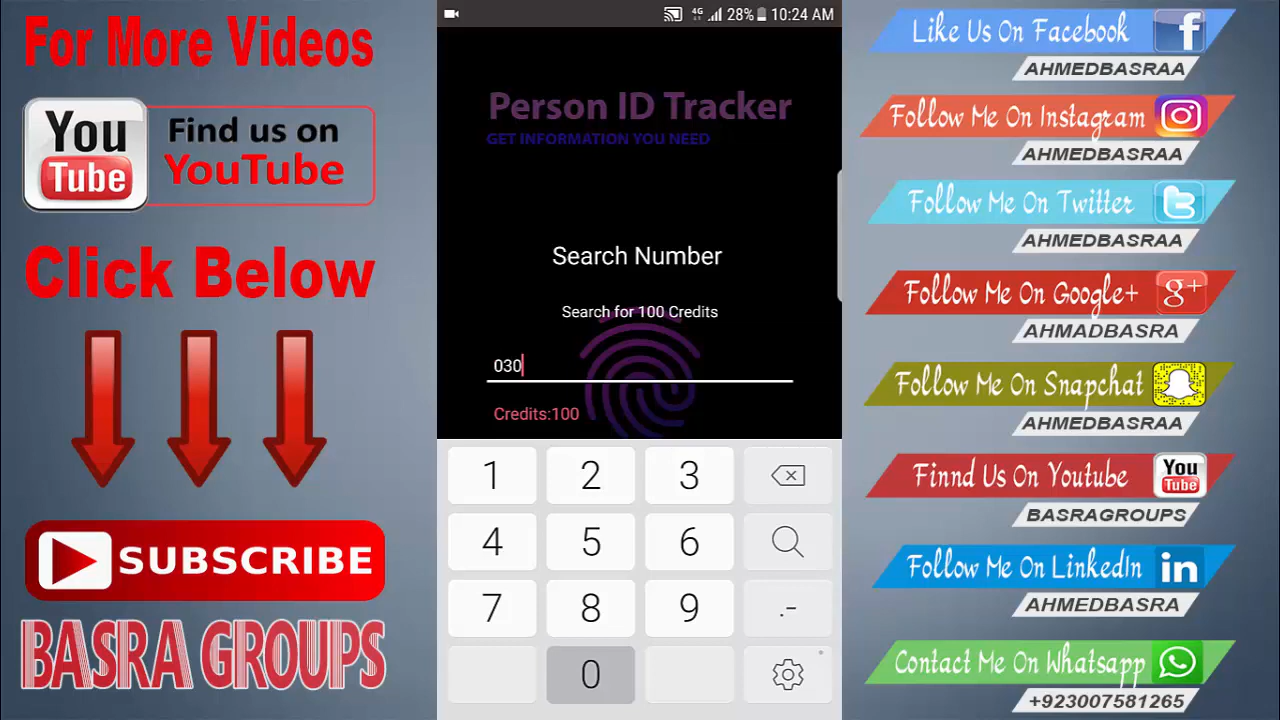 For More Videos
You
Tube
Find us on
YouTube
Click Below
SUBSCRIBE
BASRA GROUPS
4G 28% 10:24 AM
Person ID Tracker
GET INFORMATION YOU NEED
Search Number
Search for 100 Credits
030
Credits:100
1 2 3
4 5 6
7 8 9 .-
0
Like Us On Facebook f
AHMEDBASRAA
Follow Me On Instagram
AHMEDBASRAA
Follow Me On Twitter t
AHMEDBASRAA
Follow Me On Google+ g+
AHMADBASRA
Follow Me On Snapchat
AHMEDBASRAA
Finnd Us On Youtube You Tube
BASRAGROUPS
Follow Me On LinkedIn in
AHMEDBASRA
Contact Me On Whatsapp
+923007581265